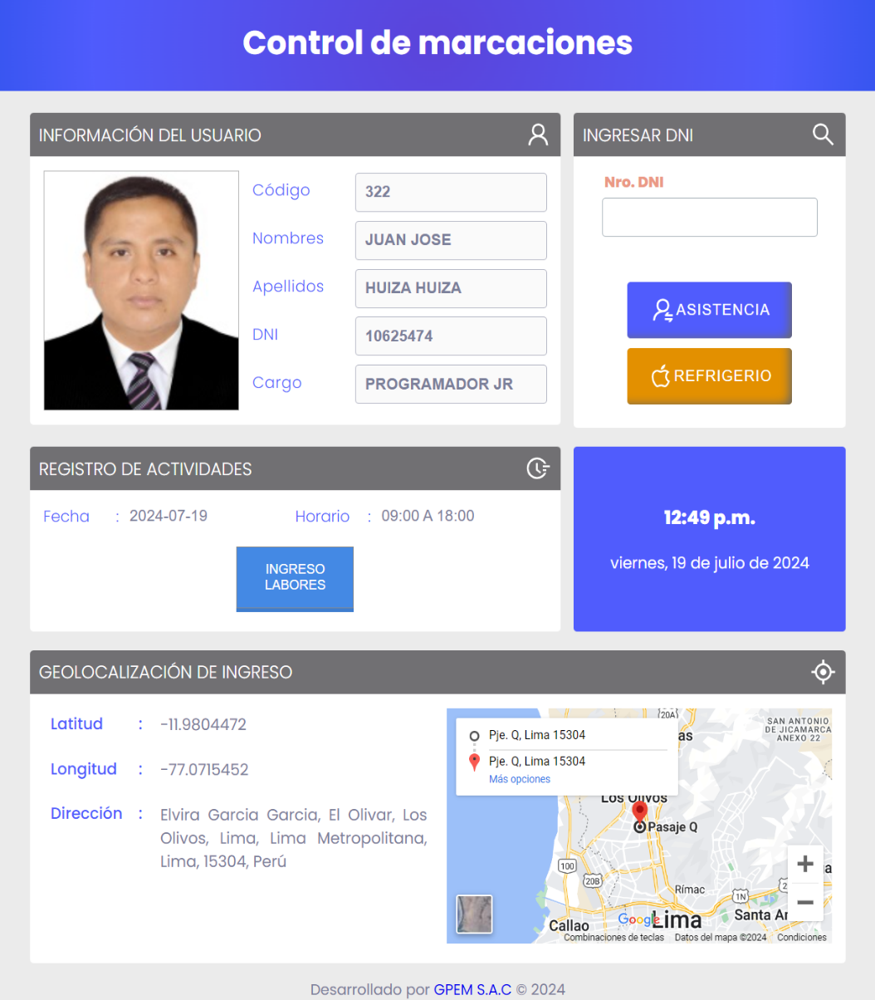 Control de marcaciones
INFORMACIÓN DEL USUARIO
Código
322
Nombres
JUAN JOSE
Apellidos
HUIZA HUIZA
DNI
10625474
Cargo
PROGRAMADOR JR
INGRESAR DNI
Nro. DNI
ASISTENCIA
REFRIGERIO
REGISTRO DE ACTIVIDADES
Fecha : 2024-07-19 Horario : 09:00 A 18:00
INGRESO
LABORES
12:49 p.m.
viernes, 19 de julio de 2024
GEOLOCALIZACIÓN DE INGRESO
Latitud : -11.9804472
Longitud : -77.0715452
Dirección : Elvira Garcia Garcia, El Olivar, Los
Olivos, Lima, Lima Metropolitana,
Lima, 15304, Perú
Pje. Q, Lima 15304
Pje. Q, Lima 15304
Más opciones
(20A)
as
SAN ANTONIO
DE JICAMARCA
ANEXO 22
Los Olivos
Pasaje Q
100
20B
Rímac
1N
Santa Ar
Callao
Google
Lima
Combinaciones de teclas Datos del mapa ©2024 Condiciones
Desarrollado por GPEM S.A.C © 2024